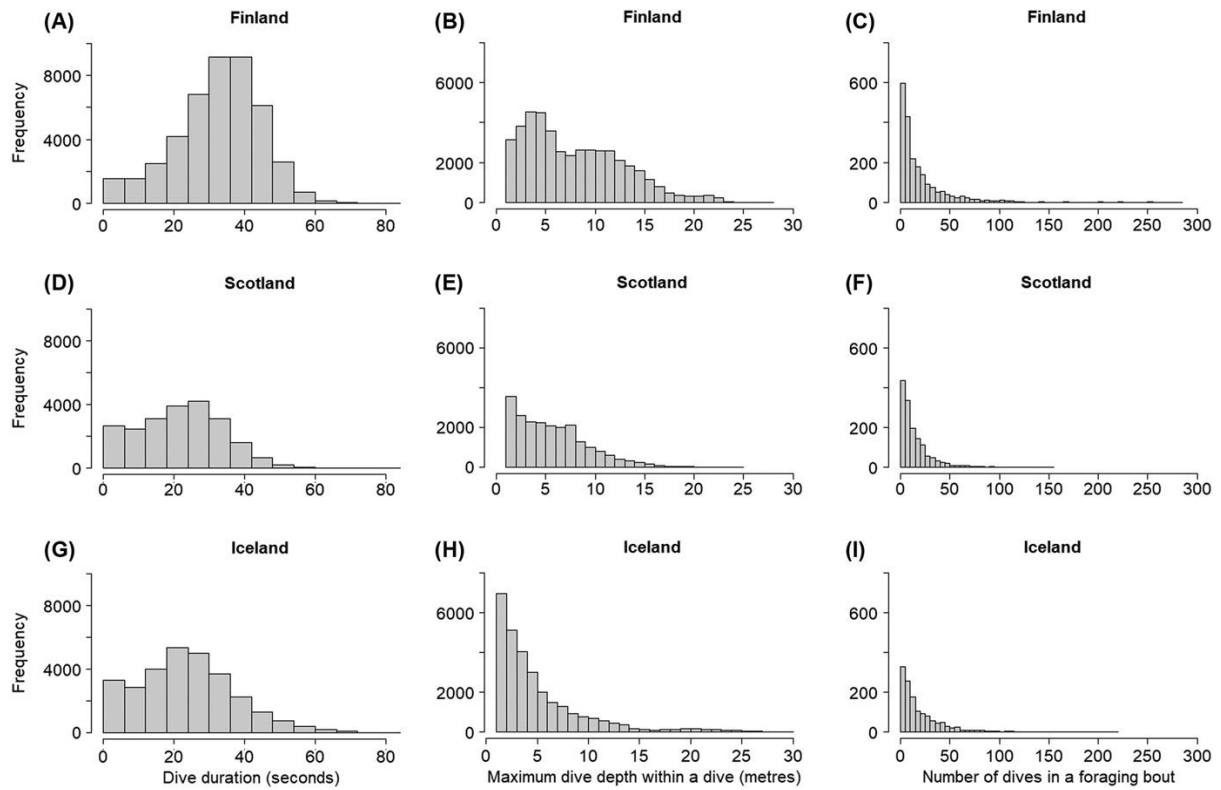 (A) Finland (B) Finland (C) Finland
Frequency
8000
4000
0
0 20 40 60 80
6000
2000
0
0 5 10 15 20 25 30
600
200
0
0 50 100 150 200 250 300
(D) Scotland (E) Scotland (F) Scotland
Frequency
8000
4000
0
0 20 40 60 80
6000
2000
0
0 5 10 15 20 25 30
600
200
0
0 50 100 150 200 250 300
(G) Iceland (H) Iceland (I) Iceland
Frequency
8000
4000
0
0 20 40 60 80
Dive duration (seconds)
6000
2000
0
0 5 10 15 20 25 30
Maximum dive depth within a dive (metres)
600
200
0
0 50 100 150 200 250 300
Number of dives in a foraging bout